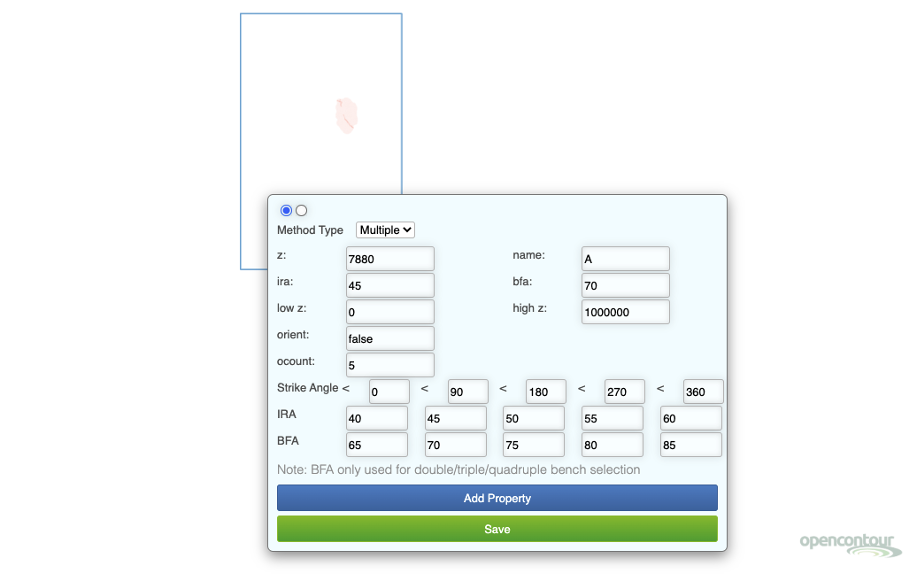 Method Type Multiple
z: 7880 name: A
ira: 45 bfa: 70
low z: 0 high z: 1000000
orient: false
ocount: 5
Strike Angle < 0 < 90 < 180 < 270 < 360
IRA 40 45 50 55 60
BFA 65 70 75 80 85
Note: BFA only used for double/triple/quadruple bench selection
Add Property
Save
opencontour